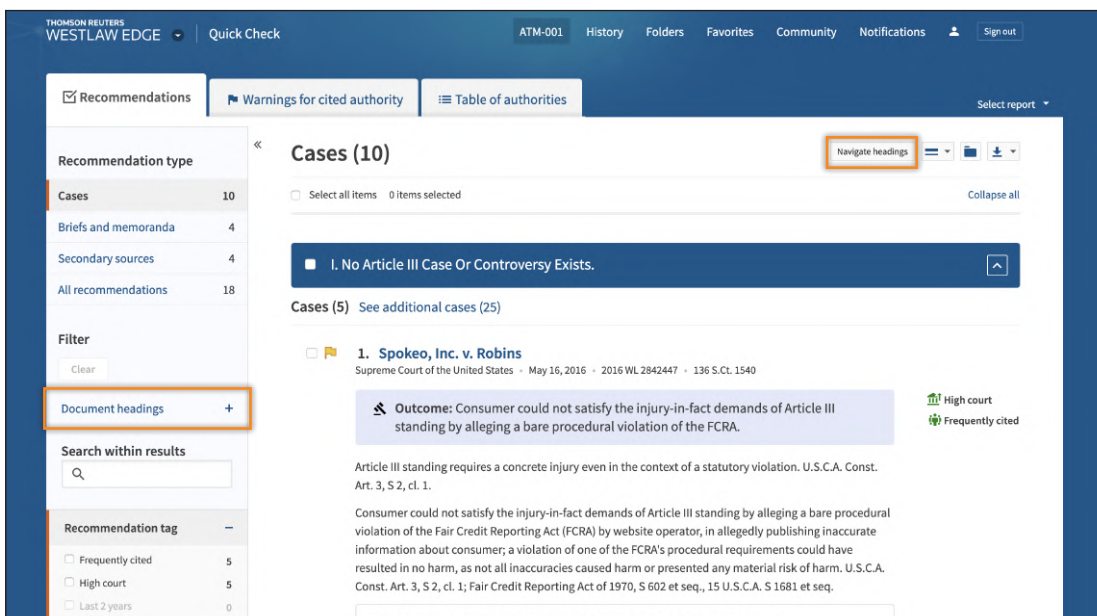 THOMSON REUTERS
WESTLAW EDGE
Quick Check
ATM-001
History
Folders
Favorites
Community
Notifications
Sign out
Recommendations
Warnings for cited authority
Table of authorities
Select report
Recommendation type
Cases 10
Briefs and memoranda 4
Secondary sources 4
All recommendations 18
Filter
Clear
Document headings +
Search within results
Recommendation tag −
Frequently cited 5
High court 5
Last 2 years 0
«
Cases (10)
Navigate headings
Select all items 0 items selected
Collapse all
I. No Article III Case Or Controversy Exists.
Cases (5) See additional cases (25)
1. Spokeo, Inc. v. Robins
Supreme Court of the United States • May 16, 2016 • 2016 WL 2842447 • 136 S.Ct. 1540
Outcome: Consumer could not satisfy the injury-in-fact demands of Article III
standing by alleging a bare procedural violation of the FCRA.
High court
Frequently cited
Article III standing requires a concrete injury even in the context of a statutory violation. U.S.C.A. Const.
Art. 3, S 2, cl. 1.
Consumer could not satisfy the injury-in-fact demands of Article III standing by alleging a bare procedural
violation of the Fair Credit Reporting Act (FCRA) by website operator, in allegedly publishing inaccurate
information about consumer; a violation of one of the FCRA's procedural requirements could have
resulted in no harm, as not all inaccuracies caused harm or presented any material risk of harm. U.S.C.A.
Const. Art. 3, S 2, cl. 1; Fair Credit Reporting Act of 1970, S 602 et seq., 15 U.S.C.A. S 1681 et seq.